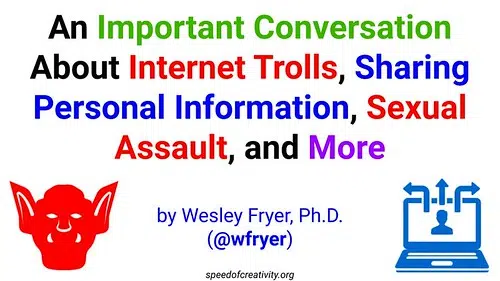 An Important Conversation
About Internet Trolls, Sharing
Personal Information, Sexual
Assault, and More
by Wesley Fryer, Ph.D.
(@wfryer)
speedofcreativity.org